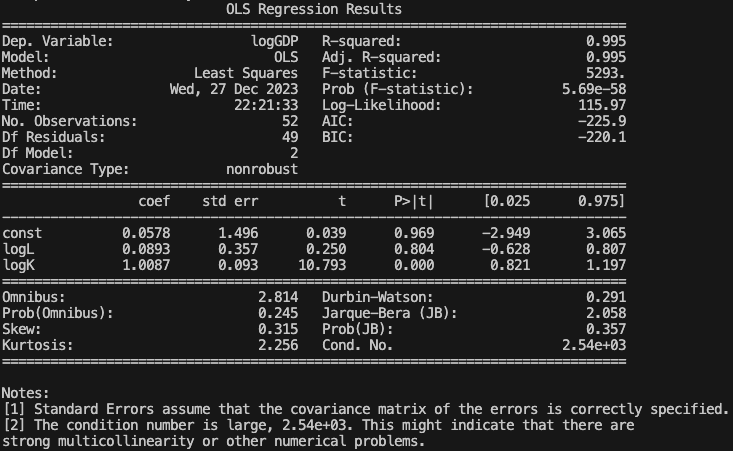 OLS Regression Results
==============================================================================
Dep. Variable: logGDP R-squared: 0.995
Model: OLS Adj. R-squared: 0.995
Method: Least Squares F-statistic: 5293.
Date: Wed, 27 Dec 2023 Prob (F-statistic): 5.69e-58
Time: 22:21:33 Log-Likelihood: 115.97
No. Observations: 52 AIC: -225.9
Df Residuals: 49 BIC: -220.1
Df Model: 2
Covariance Type: nonrobust
==============================================================================
coef std err t P>|t| [0.025 0.975]
------------------------------------------------------------------------------
const 0.0578 1.496 0.039 0.969 -2.949 3.065
logL 0.0893 0.357 0.250 0.804 -0.628 0.807
logK 1.0087 0.093 10.793 0.000 0.821 1.197
==============================================================================
Omnibus: 2.814 Durbin-Watson: 0.291
Prob(Omnibus): 0.245 Jarque-Bera (JB): 2.058
Skew: 0.315 Prob(JB): 0.357
Kurtosis: 2.256 Cond. No. 2.54e+03
==============================================================================
Notes:
[1] Standard Errors assume that the covariance matrix of the errors is correctly specified.
[2] The condition number is large, 2.54e+03. This might indicate that there are
strong multicollinearity or other numerical problems.